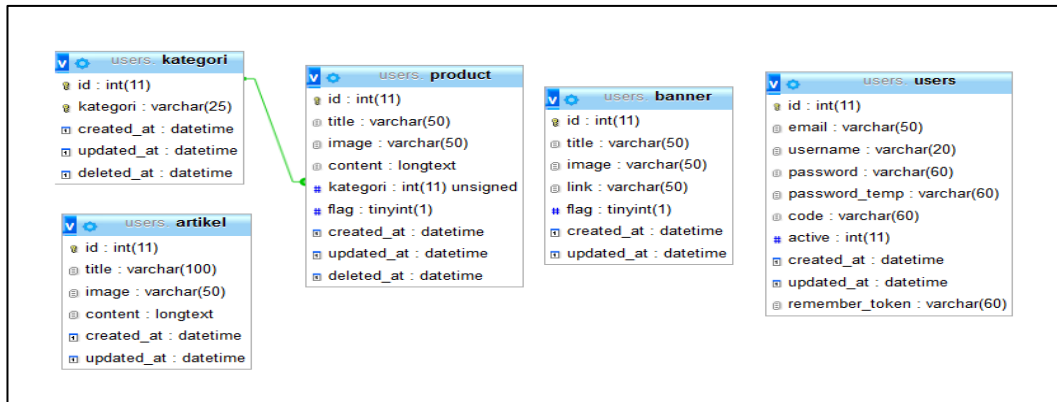 users. kategori
id : int(11)
kategori : varchar(25)
created_at : datetime
updated_at : datetime
deleted_at : datetime
users. artikel
id : int(11)
title : varchar(100)
image : varchar(50)
content : longtext
created_at : datetime
updated_at : datetime
users. product
id : int(11)
title : varchar(50)
image : varchar(50)
content : longtext
# kategori : int(11) unsigned
# flag : tinyint(1)
created_at : datetime
updated_at : datetime
deleted_at : datetime
users. banner
id : int(11)
title : varchar(50)
image : varchar(50)
link : varchar(50)
# flag : tinyint(1)
created_at : datetime
updated_at : datetime
users. users
id : int(11)
email : varchar(50)
username : varchar(20)
password : varchar(60)
password_temp : varchar(60)
code : varchar(60)
# active : int(11)
created_at : datetime
updated_at : datetime
remember_token : varchar(60)